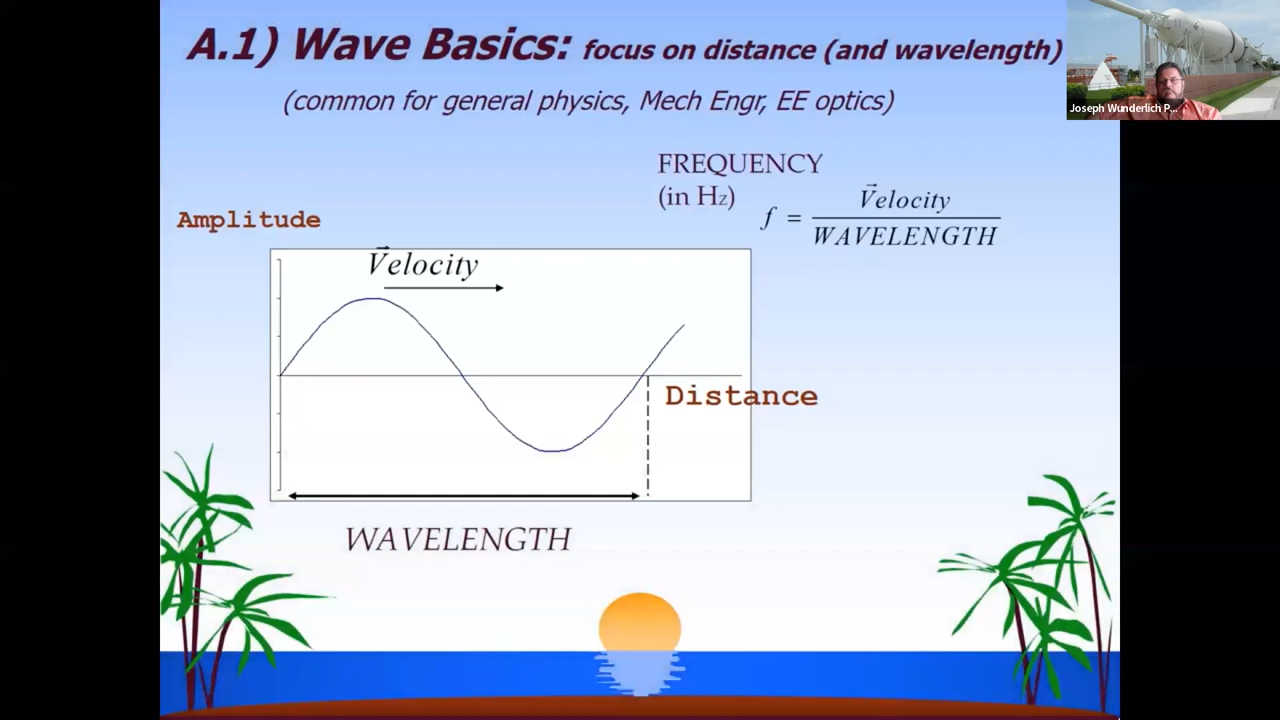 A.1) Wave Basics: focus on distance (and wavelength)
(common for general physics, Mech Engr, EE optics)
Joseph Wunderlich P...
FREQUENCY
(in Hz)
f = Velocity / WAVELENGTH
Amplitude
Velocity
Distance
WAVELENGTH